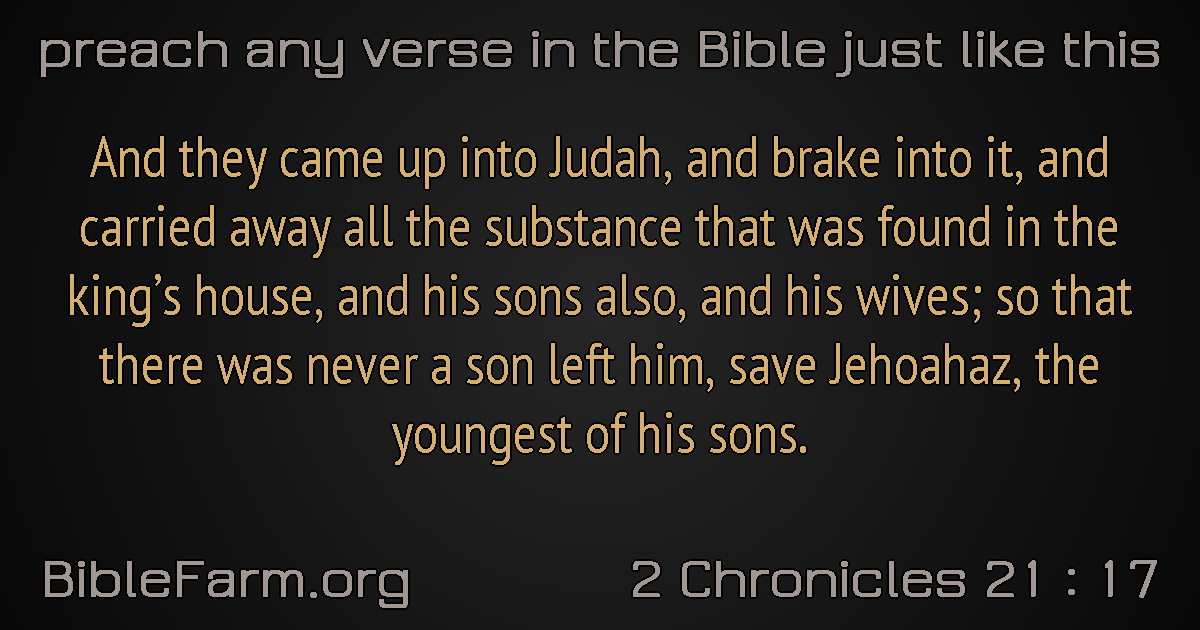 preach any verse in the Bible just like this
And they came up into Judah, and brake into it, and
carried away all the substance that was found in the
king’s house, and his sons also, and his wives; so that
there was never a son left him, save Jehoahaz, the
youngest of his sons.
BibleFarm.org
2 Chronicles 21 : 17